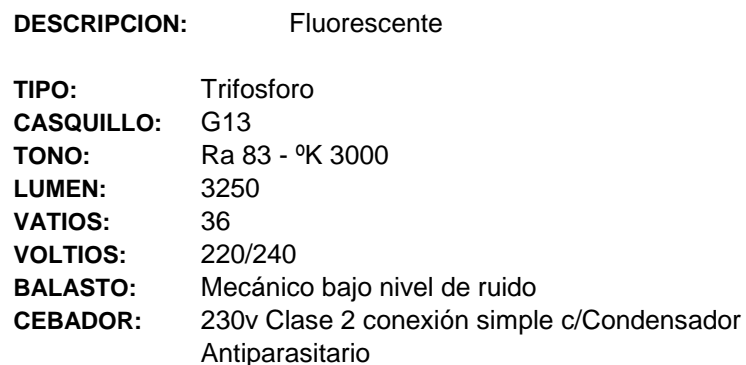 DESCRIPCION: Fluorescente
TIPO: Trifosforo
CASQUILLO: G13
TONO: Ra 83 - ºK 3000
LUMEN: 3250
VATIOS: 36
VOLTIOS: 220/240
BALASTO: Mecánico bajo nivel de ruido
CEBADOR: 230v Clase 2 conexión simple c/Condensador
Antiparasitario